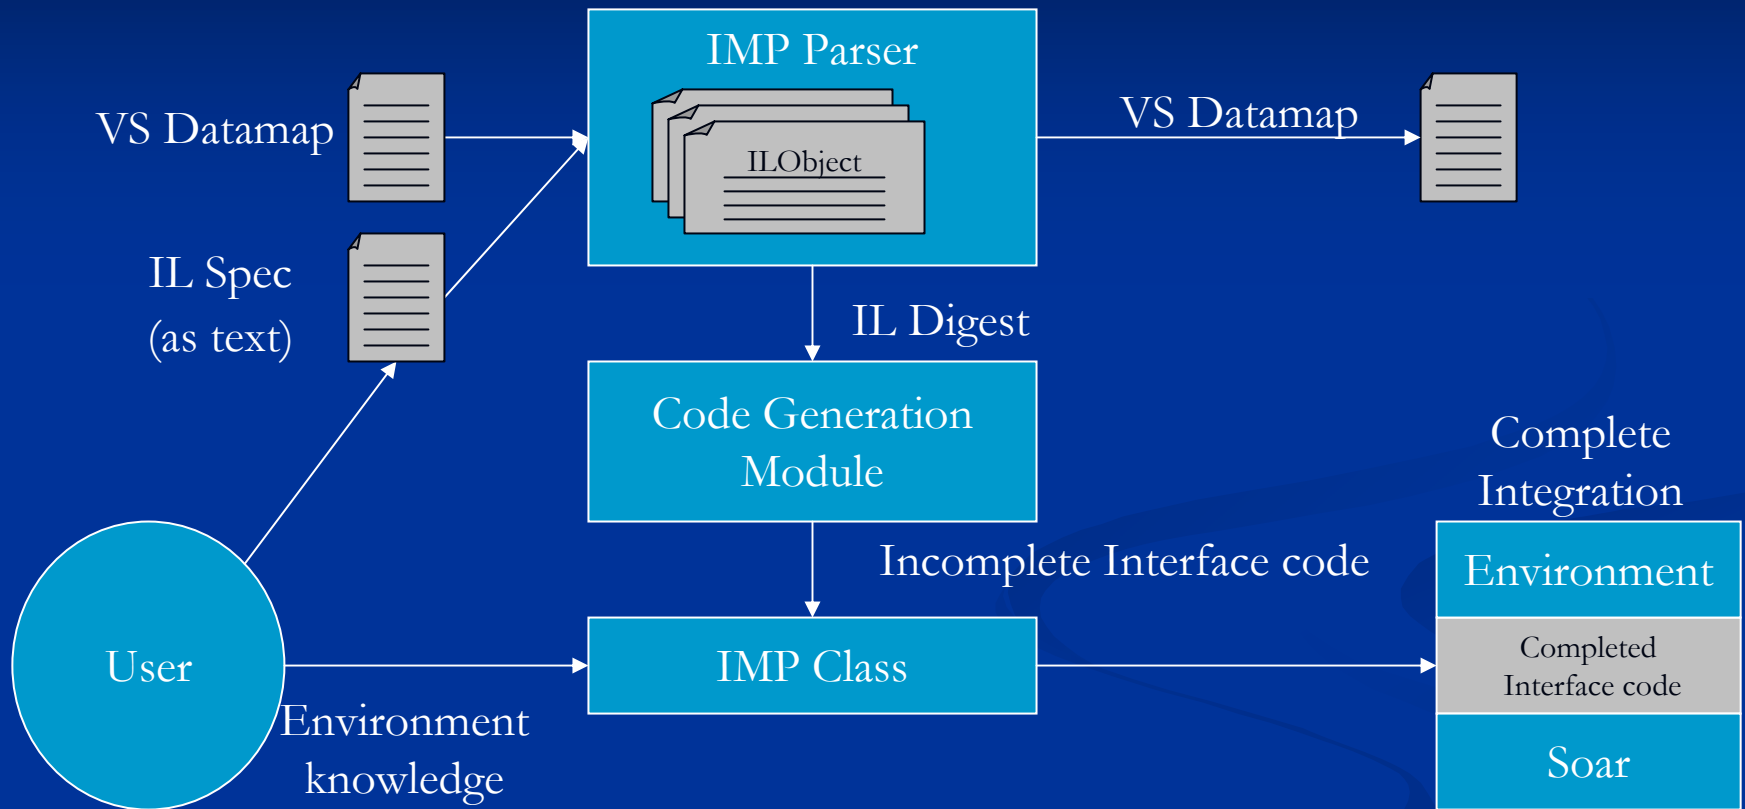 IMP Parser
VS Datamap
ILObject
VS Datamap
IL Spec
(as text)
IL Digest
Code Generation
Module
Complete
Integration
Incomplete Interface code
Environment
User
IMP Class
Completed
Interface code
Environment
knowledge
Soar